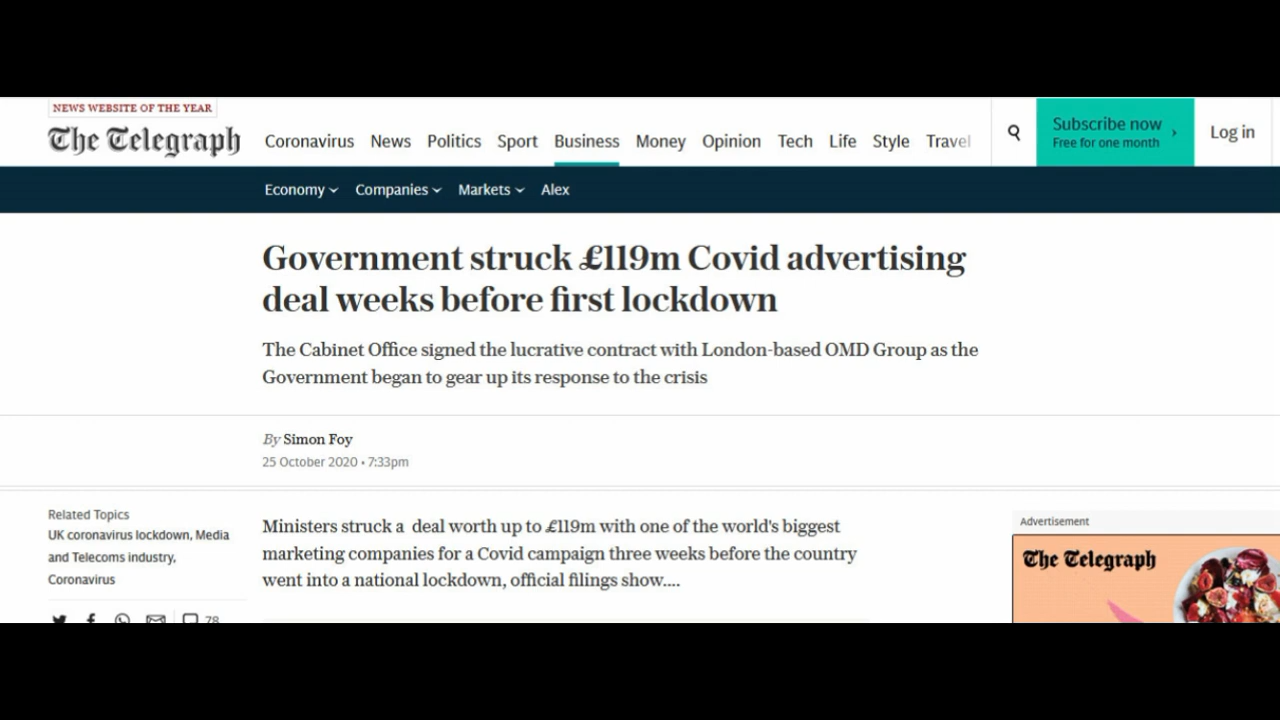 NEWS WEBSITE OF THE YEAR
The Telegraph
Coronavirus News Politics Sport Business Money Opinion Tech Life Style Travel
Subscribe now
Free for one month
Log in
Economy Companies Markets Alex
Government struck £119m Covid advertising
deal weeks before first lockdown
The Cabinet Office signed the lucrative contract with London-based OMD Group as the
Government began to gear up its response to the crisis
By Simon Foy
25 October 2020 • 7:33pm
Related Topics
UK coronavirus lockdown, Media
and Telecoms industry,
Coronavirus
78
Ministers struck a  deal worth up to £119m with one of the world's biggest
marketing companies for a Covid campaign three weeks before the country
went into a national lockdown, official filings show....
Advertisement
The Telegraph